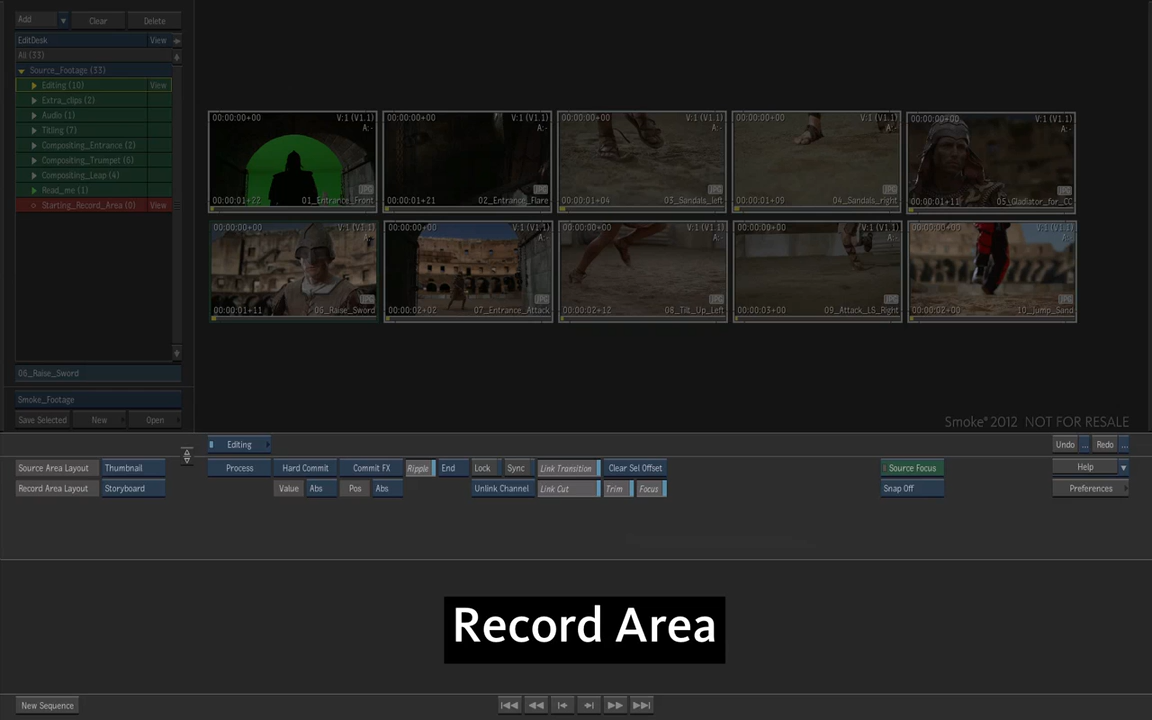 Add Clear Delete
EditDesk View
All (33)
Source_Footage (33)
Editing (10) View
Extra_clips (2)
Audio (1)
Titling (7)
Compositing_Entrance (2)
Compositing_Trumpet (6)
Compositing_Leap (4)
Read_me (1)
Starting_Record_Area (0) View
06_Raise_Sword
Smoke_Footage
Save Selected New Open
00:00:00+00 V:1 (V1.1)
A:-
JPG
00:00:01+22 01_Entrance_Front
00:00:00+00 V:1 (V1.1)
A:-
JPG
00:00:01+21 02_Entrance_Flare
00:00:00+00 V:1 (V1.1)
A:-
JPG
00:00:01+04 03_Sandals_left
00:00:00+00 V:1 (V1.1)
A:-
JPG
00:00:01+09 04_Sandals_right
00:00:00+00 V:1 (V1.1)
A:-
JPG
00:00:01+11 05_Gladiator_for_CC
00:00:00+00 V:1 (V1.1)
A:-
JPG
00:00:01+11 06_Raise_Sword
00:00:00+00 V:1 (V1.1)
A:-
JPG
00:00:02+02 07_Entrance_Attack
00:00:00+00 V:1 (V1.1)
A:-
JPG
00:00:02+12 08_Tilt_Up_Left
00:00:00+00 V:1 (V1.1)
A:-
JPG
00:00:03+00 09_Attack_LS_Right
00:00:00+00 V:1 (V1.1)
A:-
JPG
00:00:02+00 10_Jump_Sand
Smoke® 2012 NOT FOR RESALE
Editing Undo ... Redo ...
Source Area Layout Thumbnail Process Hard Commit Commit FX Ripple End Lock Sync Link Transition Clear Sel Offset Source Focus Help
Record Area Layout Storyboard Value Abs Pos Abs Unlink Channel Link Cut Trim Focus Snap Off Preferences
Record Area
New Sequence